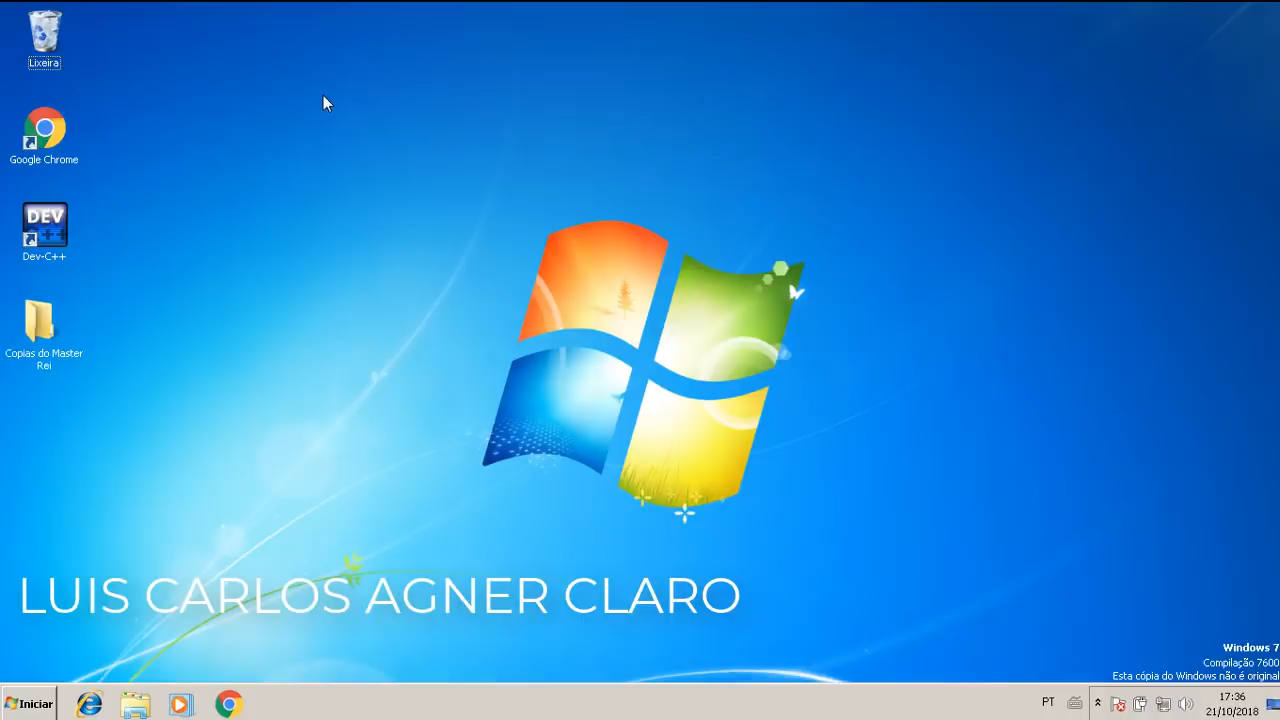 Lixeira
Google Chrome
DEV
Dev-C++
Copias do Master
Rei
LUIS CARLOS AGNER CLARO
Windows 7
Compilação 7600
Esta cópia do Windows não é original
Iniciar
PT
17:36
21/10/2018